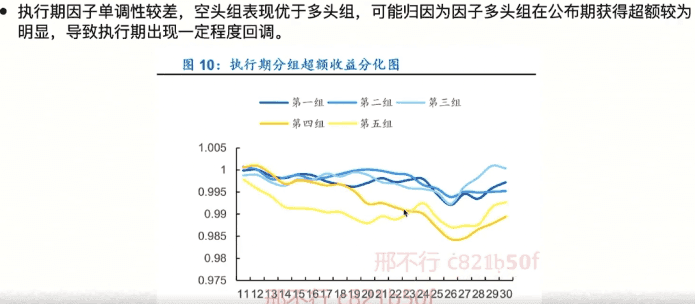 • 执行期因子单调性较差，空头组表现优于多头组，可能归因为因子多头组在公布期获得超额较为
明显，导致执行期出现一定程度回调。
图 10：执行期分组超额收益分化图
第一组 第二组 第三组
第四组 第五组
1.005
1
0.995
0.99
0.985
0.98
0.975
邢不行 c821b50f
11 12 13 14 15 16 17 18 19 20 21 22 23 24 25 26 27 28 29 30
邢不行 c821b50f